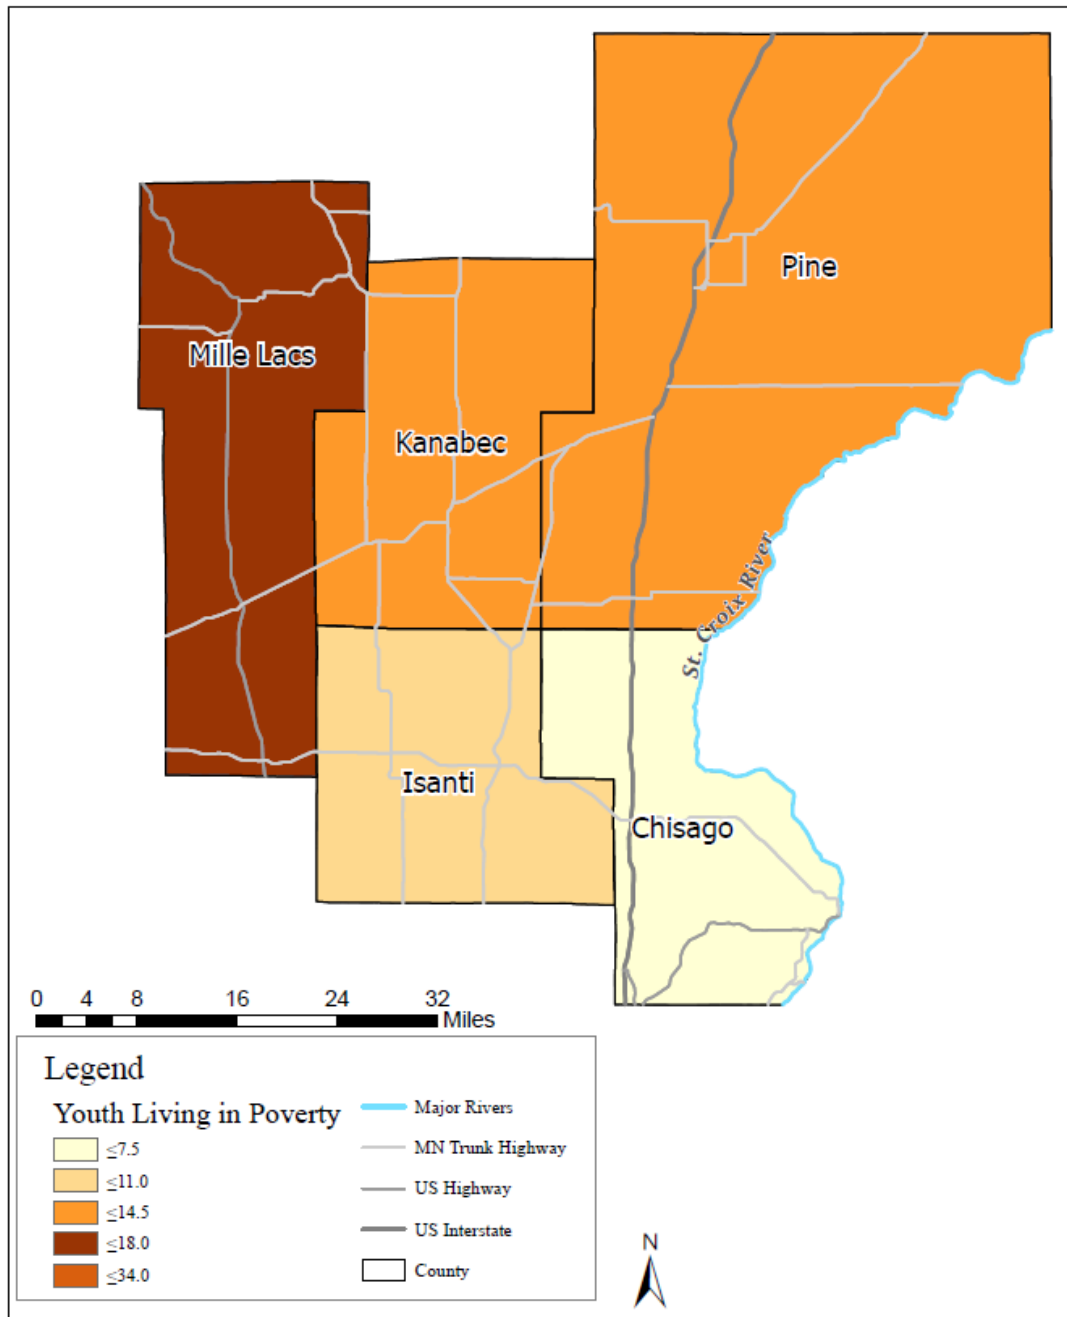 Pine
Mille Lacs
Kanabec
St. Croix River
Isanti
Chisago
0 4 8 16 24 32
Miles
Legend
Youth Living in Poverty
≤7.5
≤11.0
≤14.5
≤18.0
≤34.0
Major Rivers
MN Trunk Highway
US Highway
US Interstate
County
N